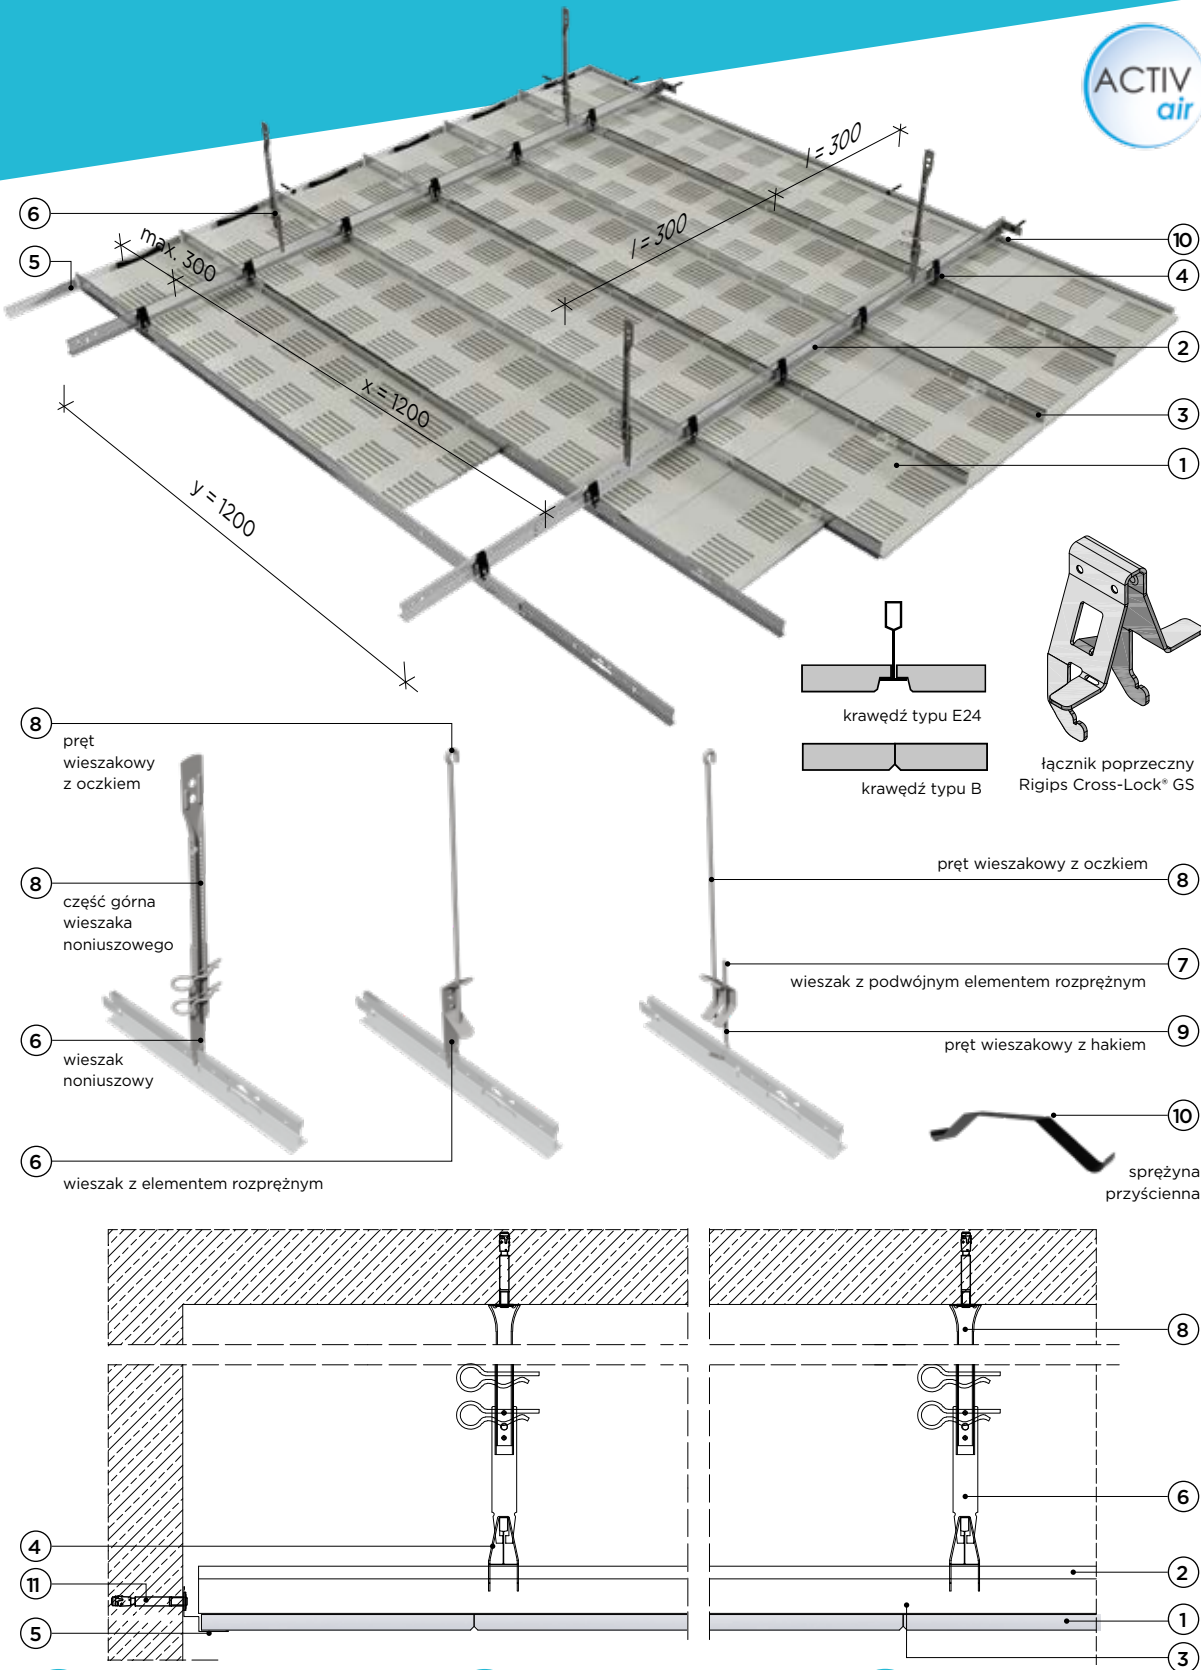 ACTIV
air
l = 300
l = 300
max. 300
x = 1200
y = 1200
6
5
10
4
2
3
1
krawędź typu E24
krawędź typu B
łącznik poprzeczny
Rigips Cross-Lock® GS
8
pręt
wieszakowy
z oczkiem
8
część górna
wieszaka
noniuszowego
6
wieszak
noniuszowy
6
wieszak z elementem rozprężnym
pręt wieszakowy z oczkiem
8
7
wieszak z podwójnym elementem rozprężnym
9
pręt wieszakowy z hakiem
10
sprężyna
przyścienna
8
6
4
11
5
2
1
3